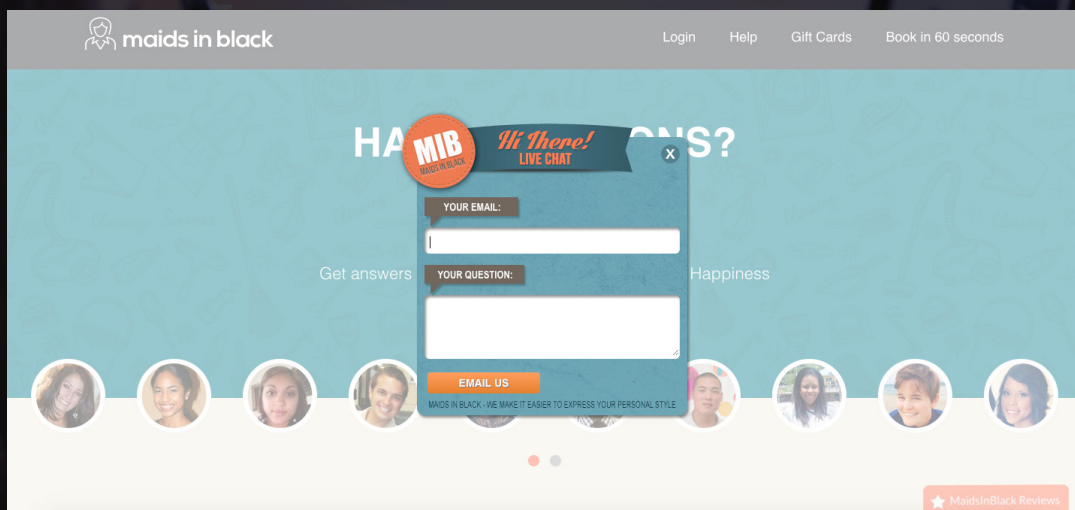 maids in black
Login Help Gift Cards Book in 60 seconds
HA ONS?
MIB
MAIDS IN BLACK
Hi There!
LIVE CHAT
X
YOUR EMAIL:
Get answers Happiness
YOUR QUESTION:
EMAIL US
MAIDS IN BLACK - WE MAKE IT EASIER TO EXPRESS YOUR PERSONAL STYLE
MaidsInBlack Reviews